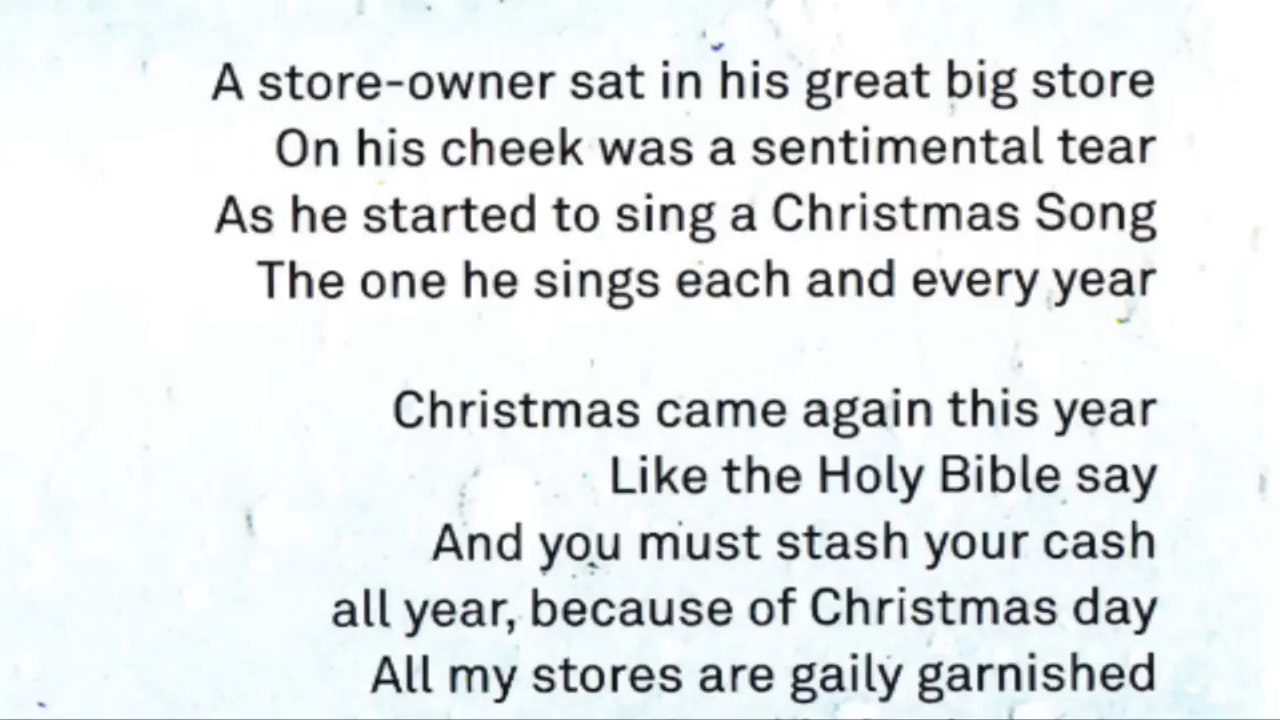 A store-owner sat in his great big store
On his cheek was a sentimental tear
As he started to sing a Christmas Song
The one he sings each and every year
Christmas came again this year
Like the Holy Bible say
And you must stash your cash
all year, because of Christmas day
All my stores are gaily garnished